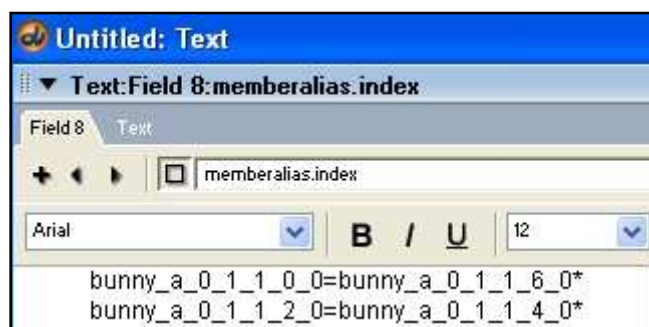 Untitled: Text
Text:Field 8:memberalias.index
Field 8 Text
memberalias.index
Arial B I U 12
bunny_a_0_1_1_0_0=bunny_a_0_1_1_6_0*
bunny_a_0_1_1_2_0=bunny_a_0_1_1_4_0*